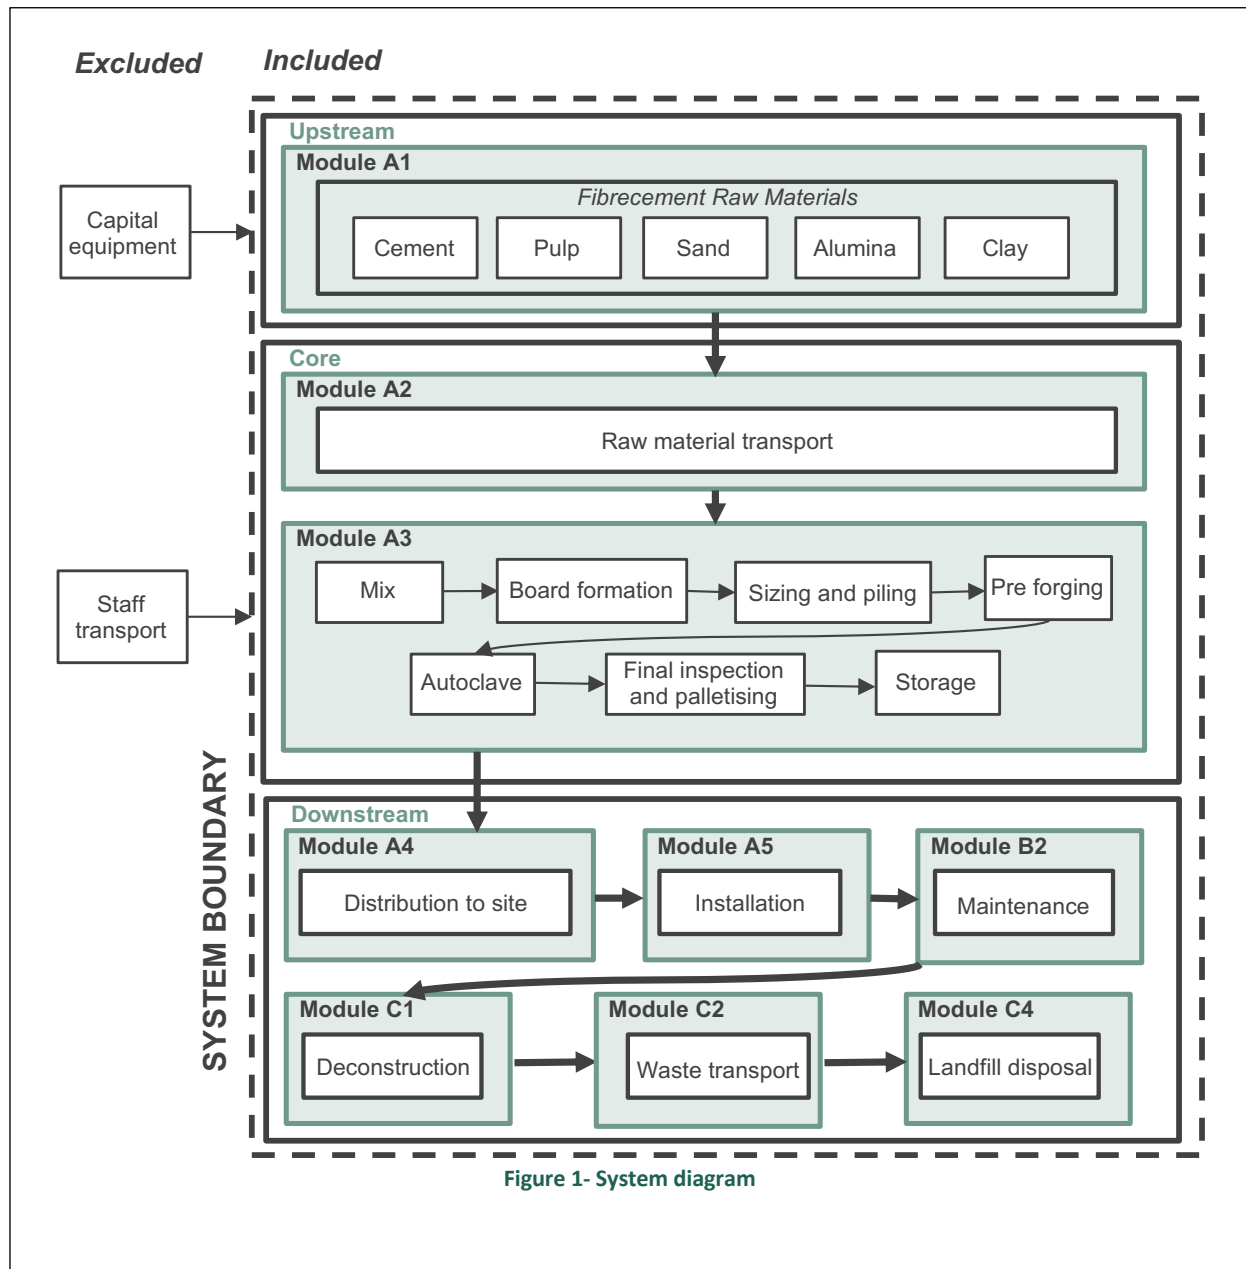 Excluded
Included
Upstream
Module A1
Fibrecement Raw Materials
Cement
Pulp
Sand
Alumina
Clay
Capital
equipment
Core
Module A2
Raw material transport
Module A3
Mix
Board formation
Sizing and piling
Pre forging
Autoclave
Final inspection
and palletising
Storage
Staff
transport
SYSTEM BOUNDARY
Downstream
Module A4
Distribution to site
Module A5
Installation
Module B2
Maintenance
Module C1
Deconstruction
Module C2
Waste transport
Module C4
Landfill disposal
Figure 1- System diagram